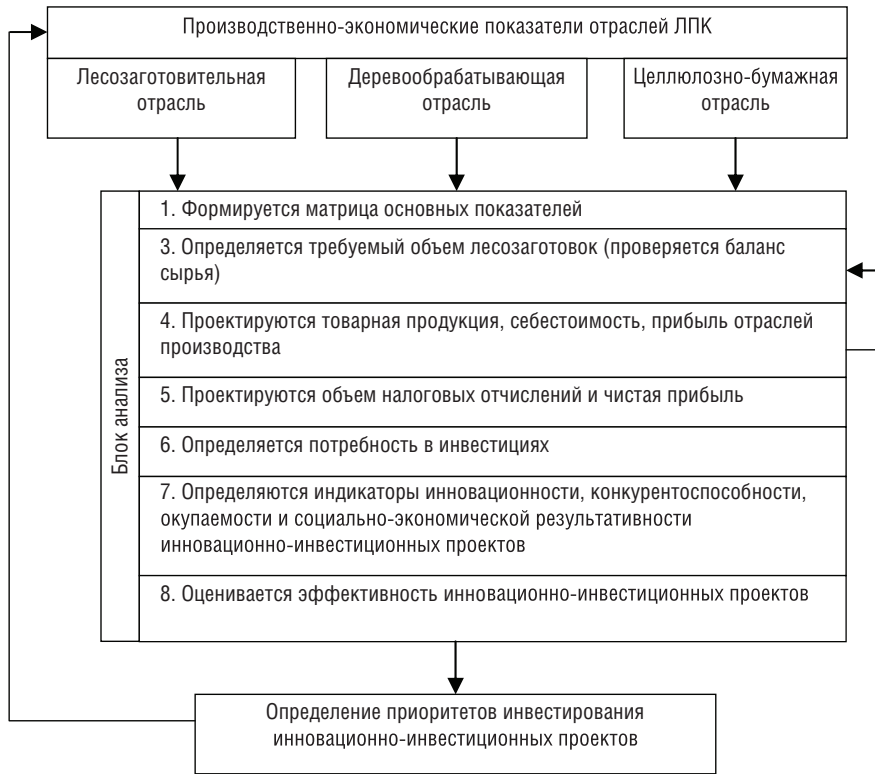 Производственно-экономические показатели отраслей ЛПК
Лесозаготовительная
отрасль
Деревообрабатывающая
отрасль
Целлюлозно-бумажная
отрасль
Блок анализа
1. Формируется матрица основных показателей
3. Определяется требуемый объем лесозаготовок (проверяется баланс
сырья)
4. Проектируются товарная продукция, себестоимость, прибыль отраслей
производства
5. Проектируются объем налоговых отчислений и чистая прибыль
6. Определяется потребность в инвестициях
7. Определяются индикаторы инновационности, конкурентоспособности,
окупаемости и социально-экономической результативности
инновационно-инвестиционных проектов
8. Оценивается эффективность инновационно-инвестиционных проектов
Определение приоритетов инвестирования
инновационно-инвестиционных проектов